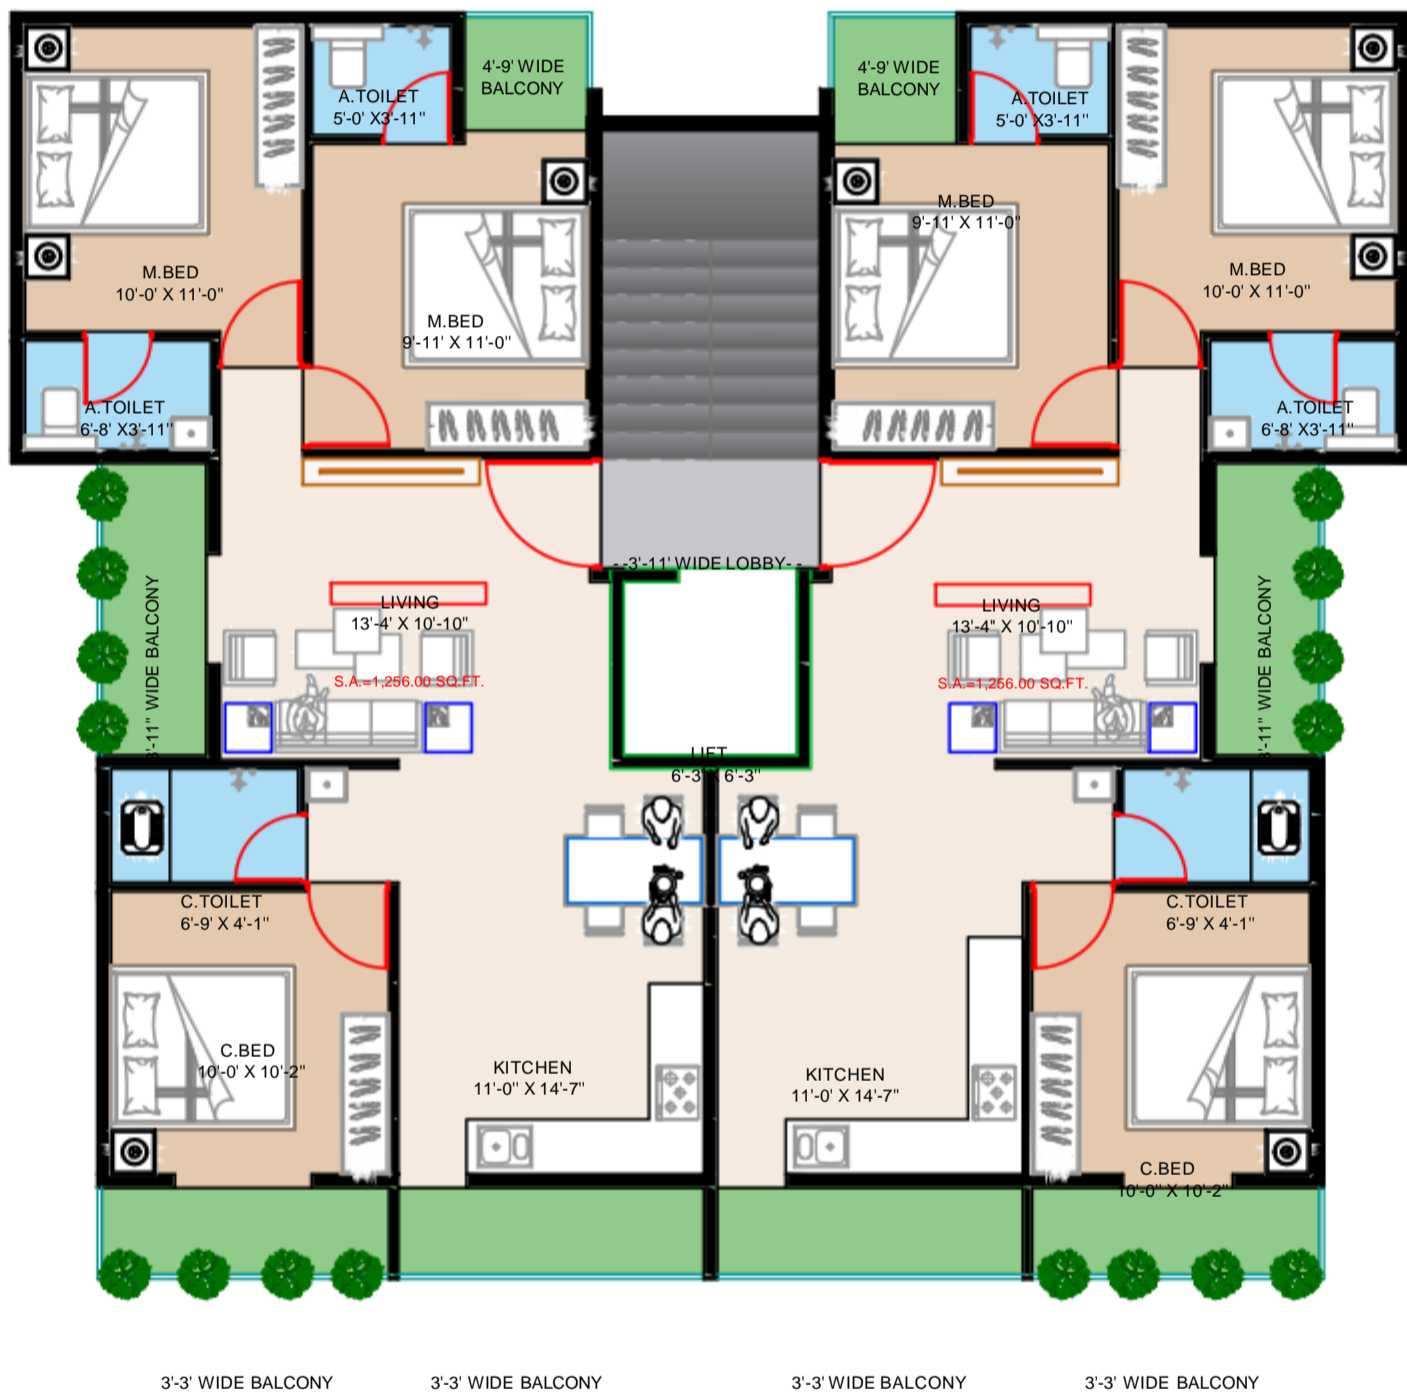 4'-9' WIDE
BALCONY
4'-9' WIDE
BALCONY
A.TOILET
5'-0' X3'-11"
A.TOILET
5'-0' X3'-11"
M.BED
9'-11' X 11'-0"
M.BED
10'-0' X 11'-0"
M.BED
10'-0' X 11'-0"
M.BED
9'-11' X 11'-0"
A.TOILET
6'-8' X3'-11"
A.TOILET
6'-8' X3'-11"
- -3'-11' WIDE LOBBY- -
LIVING
13'-4' X 10'-10"
LIVING
13'-4" X 10'-10"
3'-11" WIDE BALCONY
3'-11" WIDE BALCONY
S.A.=1,256.00 SQ.FT.
S.A.=1,256.00 SQ.FT.
LIFT
6'-3" X 6'-3"
C.TOILET
6'-9' X 4'-1"
C.TOILET
6'-9' X 4'-1"
C.BED
10'-0' X 10'-2"
KITCHEN
11'-0" X 14'-7"
KITCHEN
11'-0' X 14'-7"
C.BED
10'-0" X 10'-2"
3'-3' WIDE BALCONY
3'-3' WIDE BALCONY
3'-3' WIDE BALCONY
3'-3' WIDE BALCONY